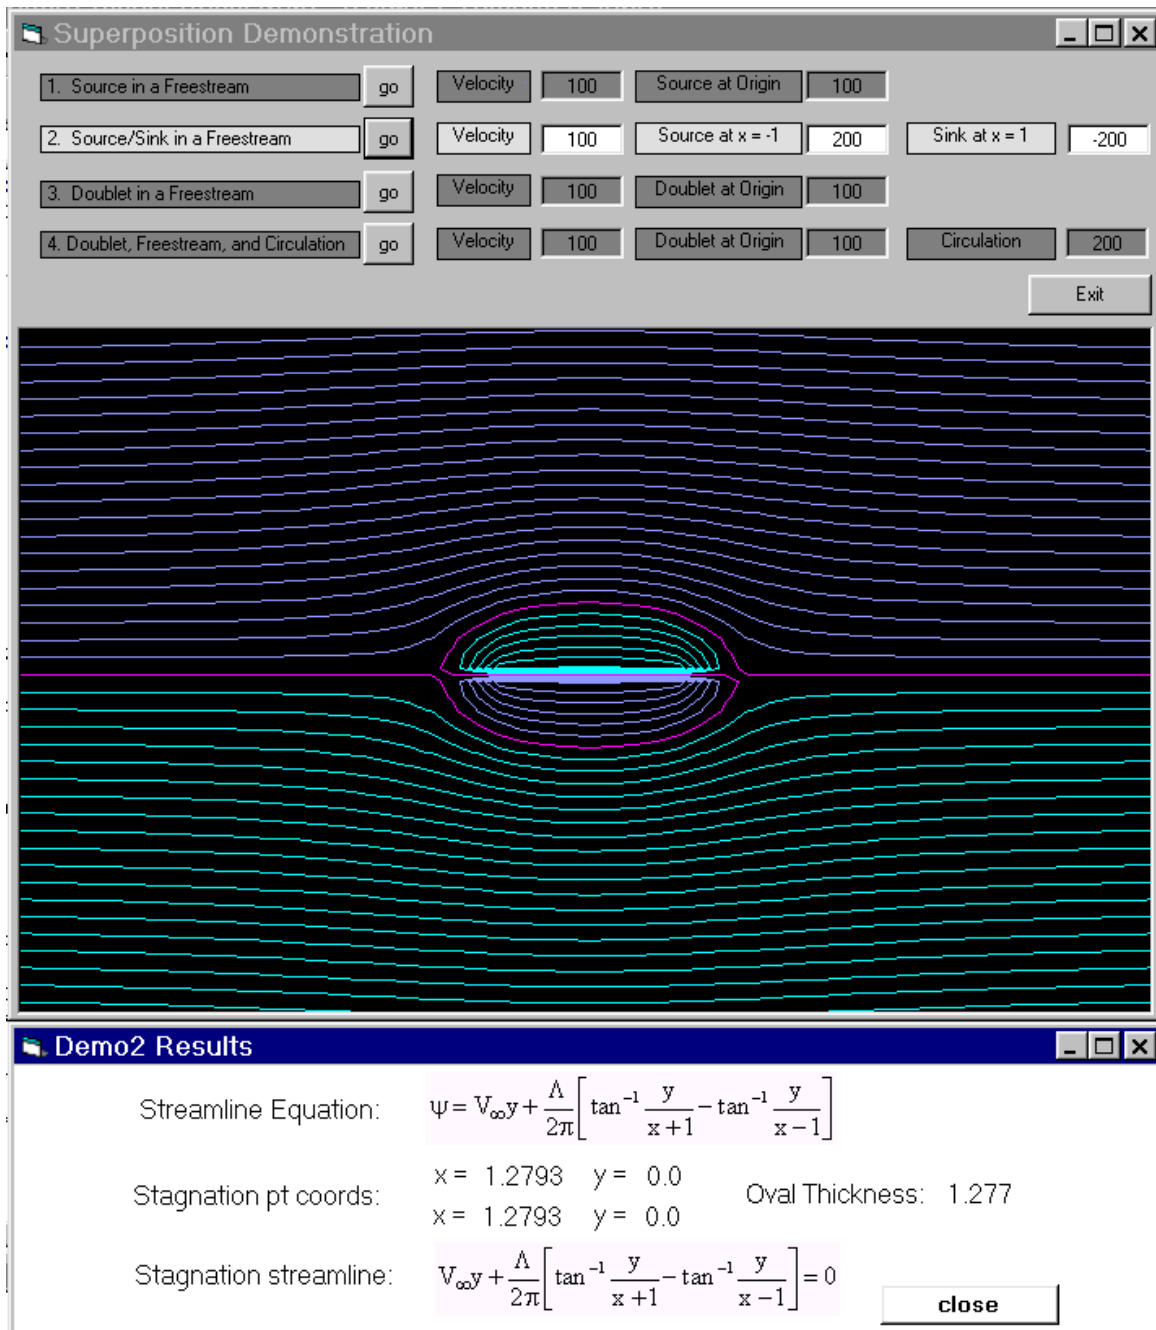 Superposition Demonstration
1. Source in a Freestream go Velocity 100 Source at Origin 100
2. Source/Sink in a Freestream go Velocity 100 Source at x = -1 200 Sink at x = 1 -200
3. Doublet in a Freestream go Velocity 100 Doublet at Origin 100
4. Doublet, Freestream, and Circulation go Velocity 100 Doublet at Origin 100 Circulation 200
Exit
Demo2 Results
Streamline Equation: Ψ = V∞y + Λ/2π [ tan⁻¹ y/x+1 − tan⁻¹ y/x−1 ]
Stagnation pt coords: x = 1.2793 y = 0.0 Oval Thickness: 1.277
x = 1.2793 y = 0.0
Stagnation streamline: V∞y + Λ/2π [ tan⁻¹ y/x+1 − tan⁻¹ y/x−1 ] = 0
close